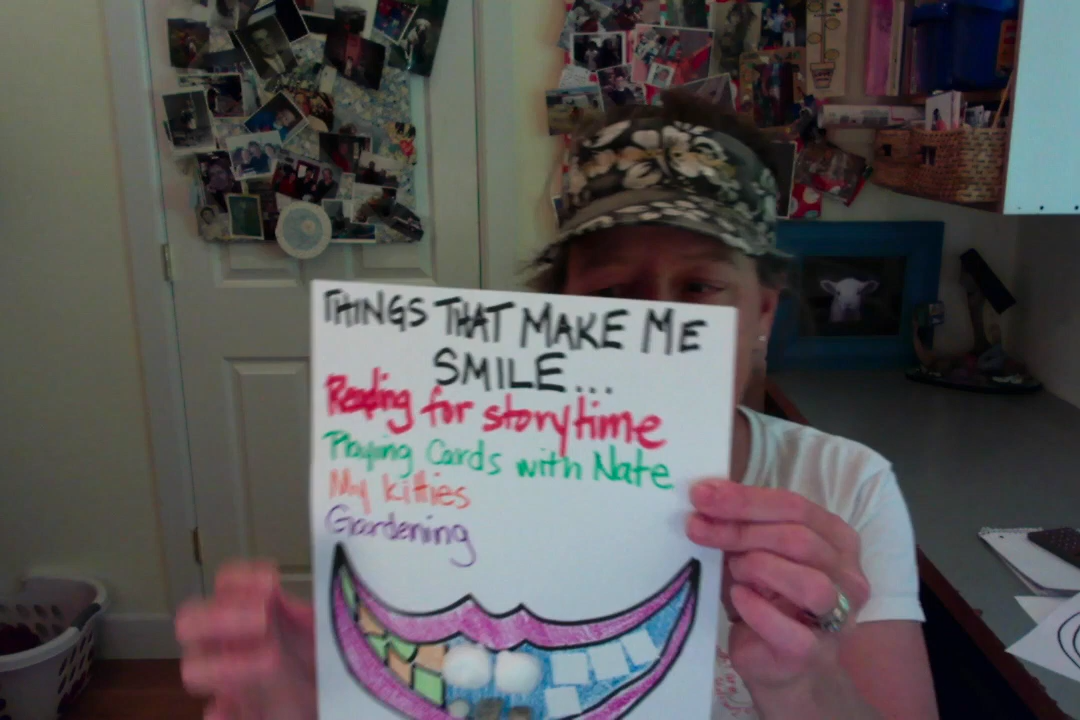 THINGS THAT MAKE ME
SMILE...
Reading for storytime
Playing Cards with Nate
My kitties
Gardening